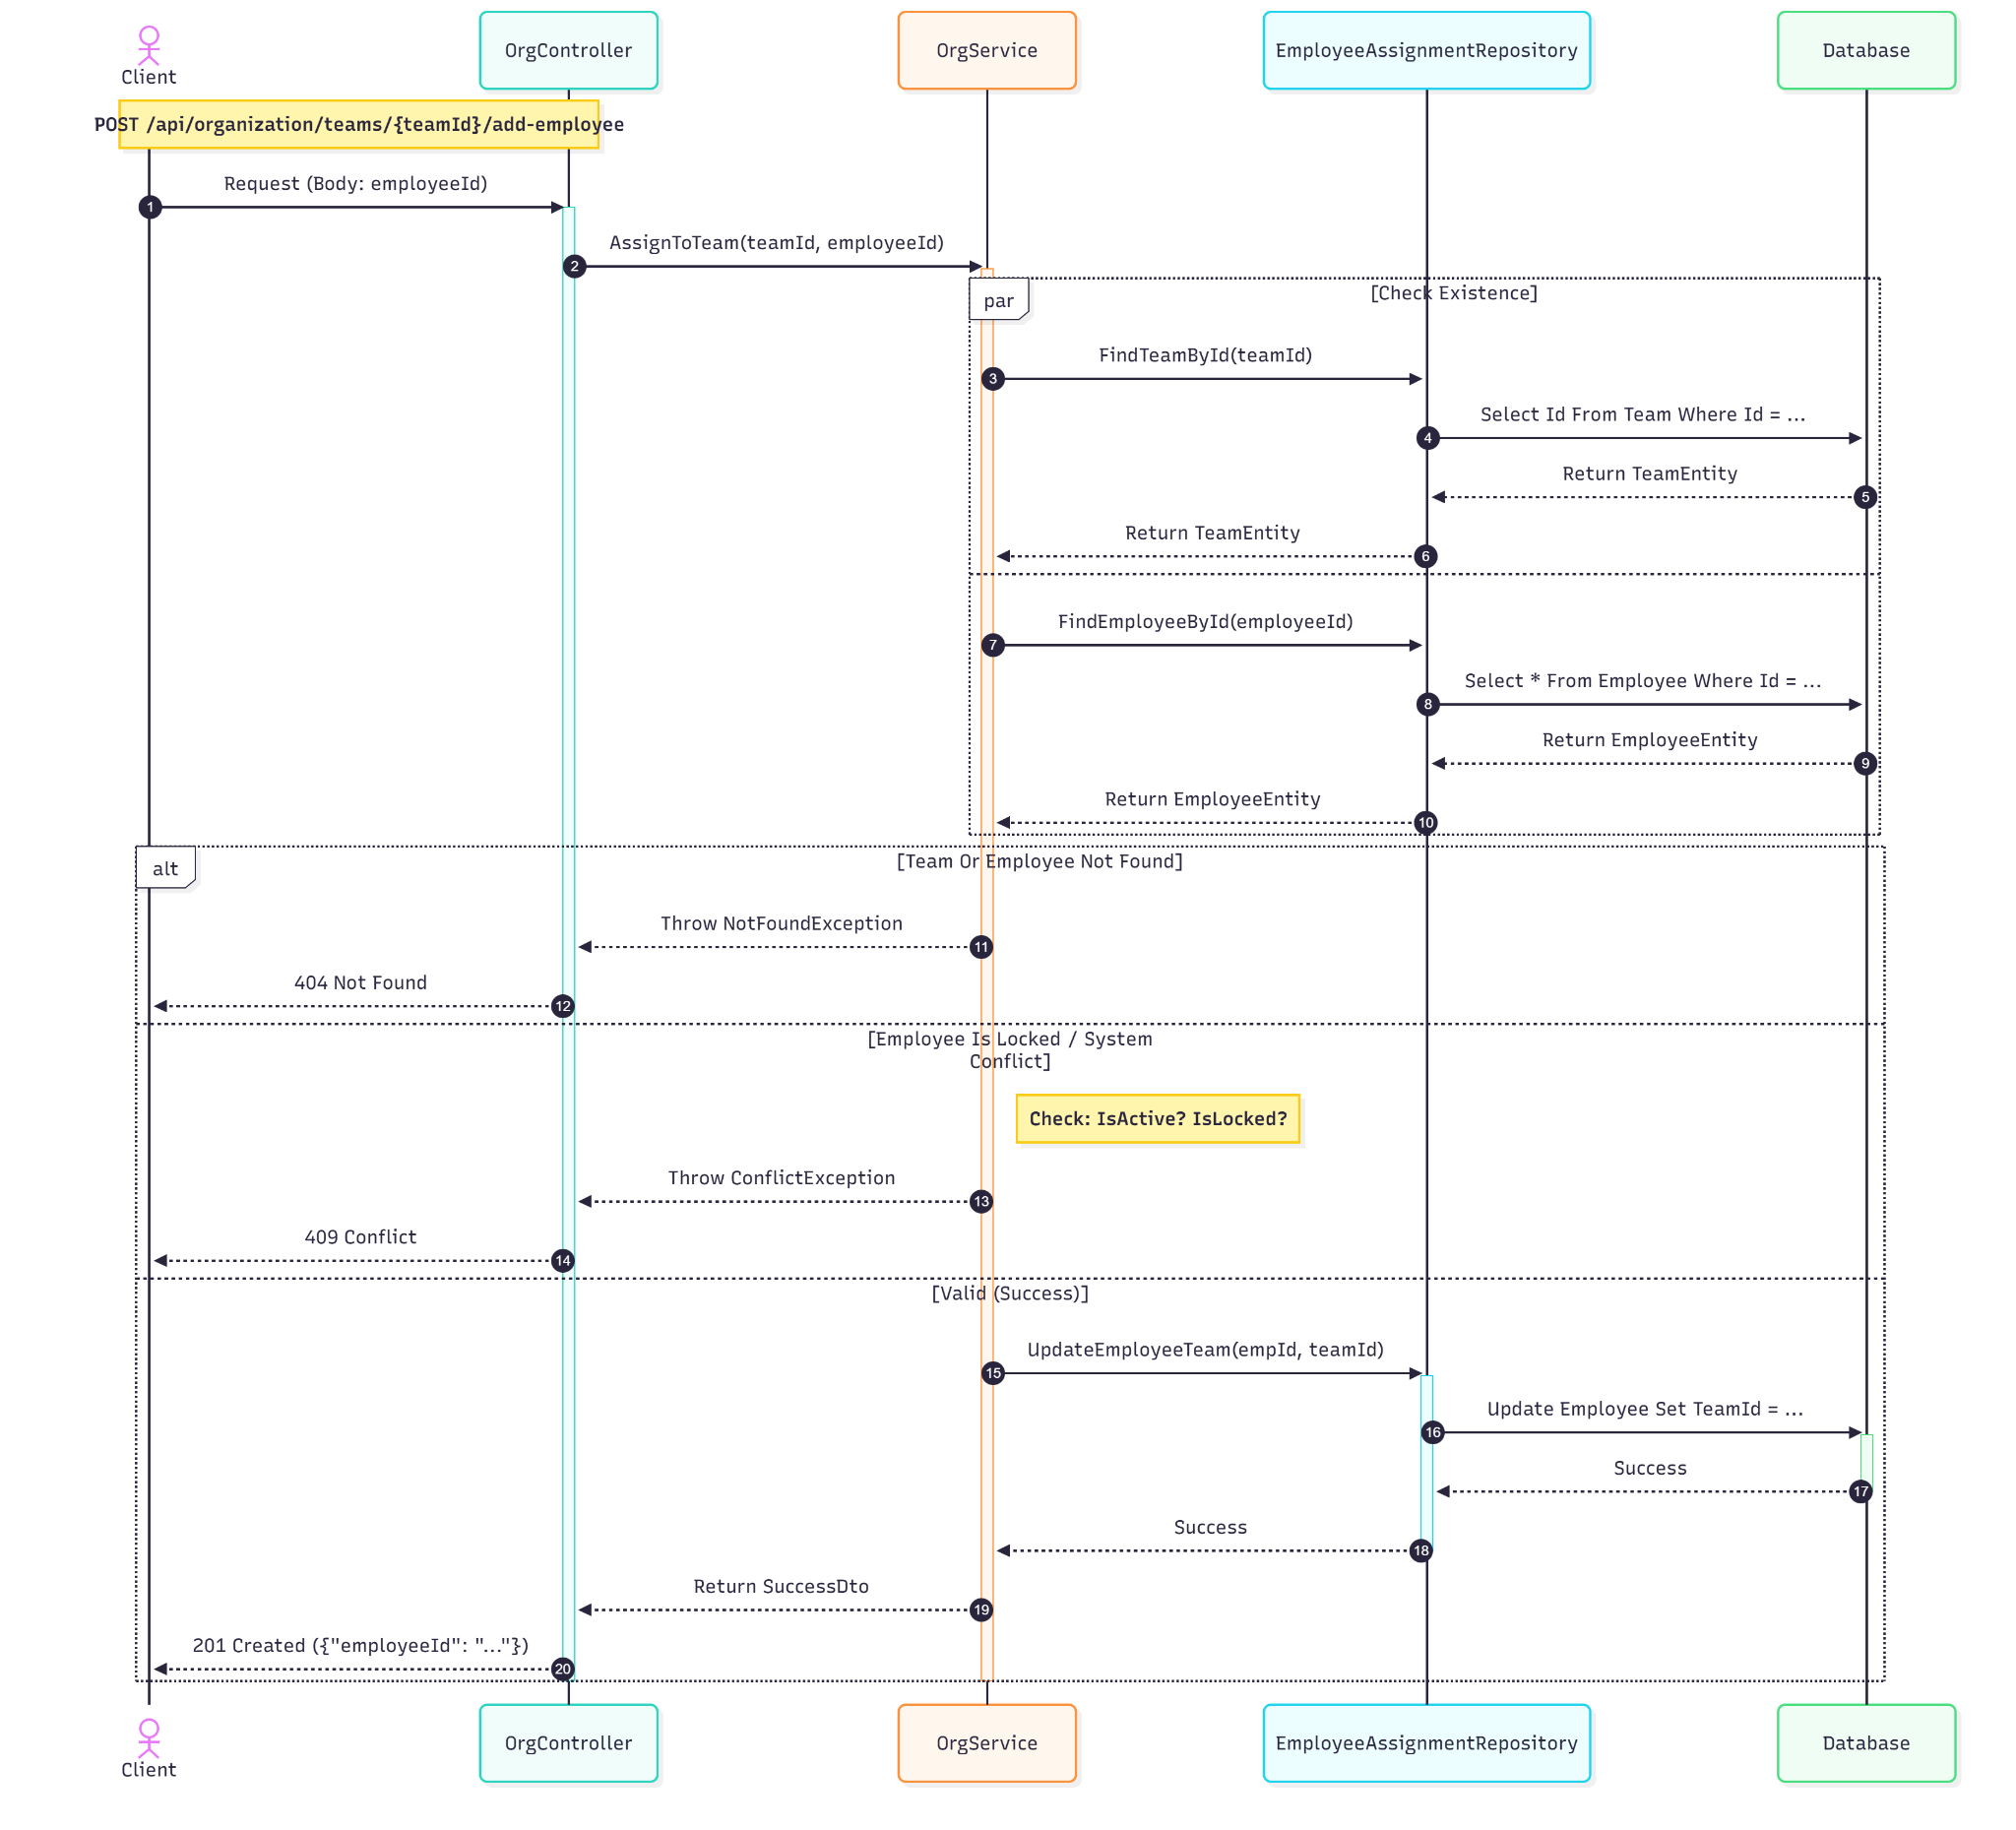 Client
OrgController
OrgService
EmployeeAssignmentRepository
Database
POST /api/organization/teams/{teamId}/add-employee
Request (Body: employeeId)
1
AssignToTeam(teamId, employeeId)
2
par
[Check Existence]
FindTeamById(teamId)
3
Select Id From Team Where Id = ...
4
Return TeamEntity
5
Return TeamEntity
6
FindEmployeeById(employeeId)
7
Select * From Employee Where Id = ...
8
Return EmployeeEntity
9
Return EmployeeEntity
10
alt
[Team Or Employee Not Found]
Throw NotFoundException
11
404 Not Found
12
[Employee Is Locked / System
Conflict]
Check: IsActive? IsLocked?
Throw ConflictException
13
409 Conflict
14
[Valid (Success)]
UpdateEmployeeTeam(empId, teamId)
15
Update Employee Set TeamId = ...
16
Success
17
Success
18
Return SuccessDto
19
201 Created ({"employeeId": "..."})
20
Client
OrgController
OrgService
EmployeeAssignmentRepository
Database